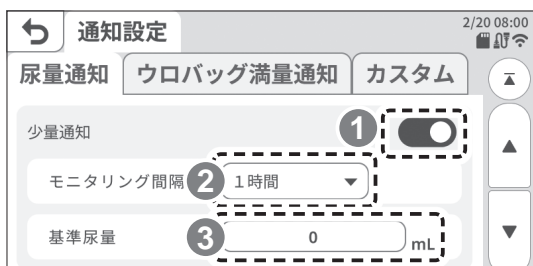 通知設定
2/20 08:00
尿量通知 ウロバッグ満量通知 カスタム
少量通知 1
モニタリング間隔 2 1時間
基準尿量 3 0 mL